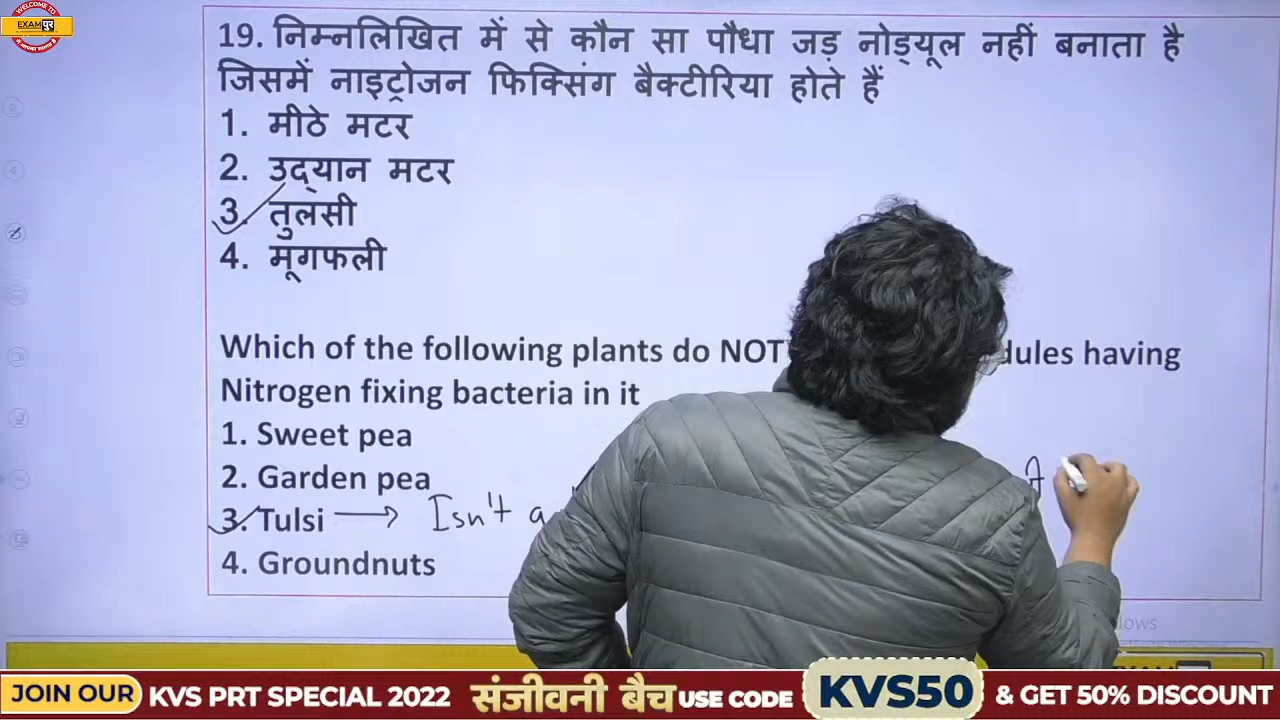 WELCOME TO
EXAMपुर
19. निम्नलिखित में से कौन सा पौधा जड़ नोड्यूल नहीं बनाता है
जिसमें नाइट्रोजन फिक्सिंग बैक्टीरिया होते हैं
1. मीठे मटर
2. उद्यान मटर
3. तुलसी
4. मूगफली
Which of the following plants do NOT dules having
Nitrogen fixing bacteria in it
1. Sweet pea
2. Garden pea
3. Tulsi → Isn't a
4. Groundnuts
JOIN OUR KVS PRT SPECIAL 2022 संजीवनी बैच USE CODE KVS50 & GET 50% DISCOUNT